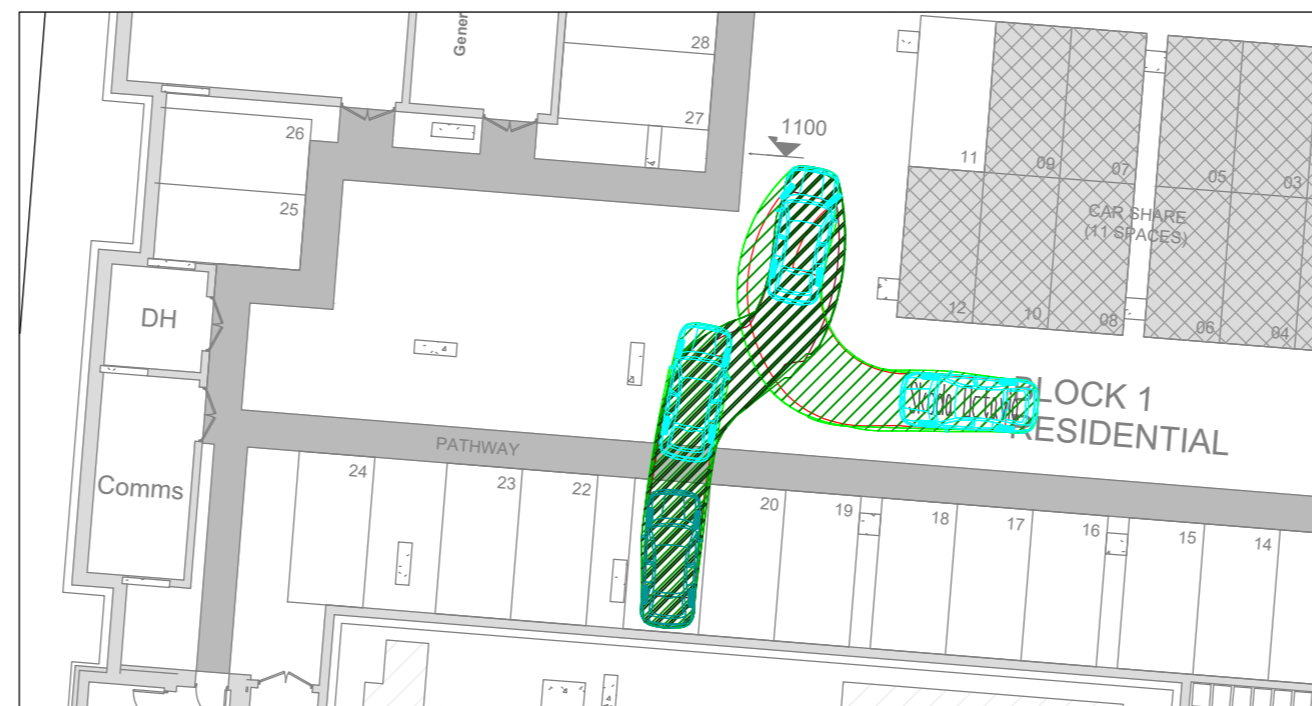 Gener
28
27
26
25
1100
11
09
07
05
03
CAR SHARE
(11 SPACES)
12
10
08
06
04
DH
Skoda Octavia
BLOCK 1
RESIDENTIAL
PATHWAY
Comms
24
23
22
20
19
18
17
16
15
14